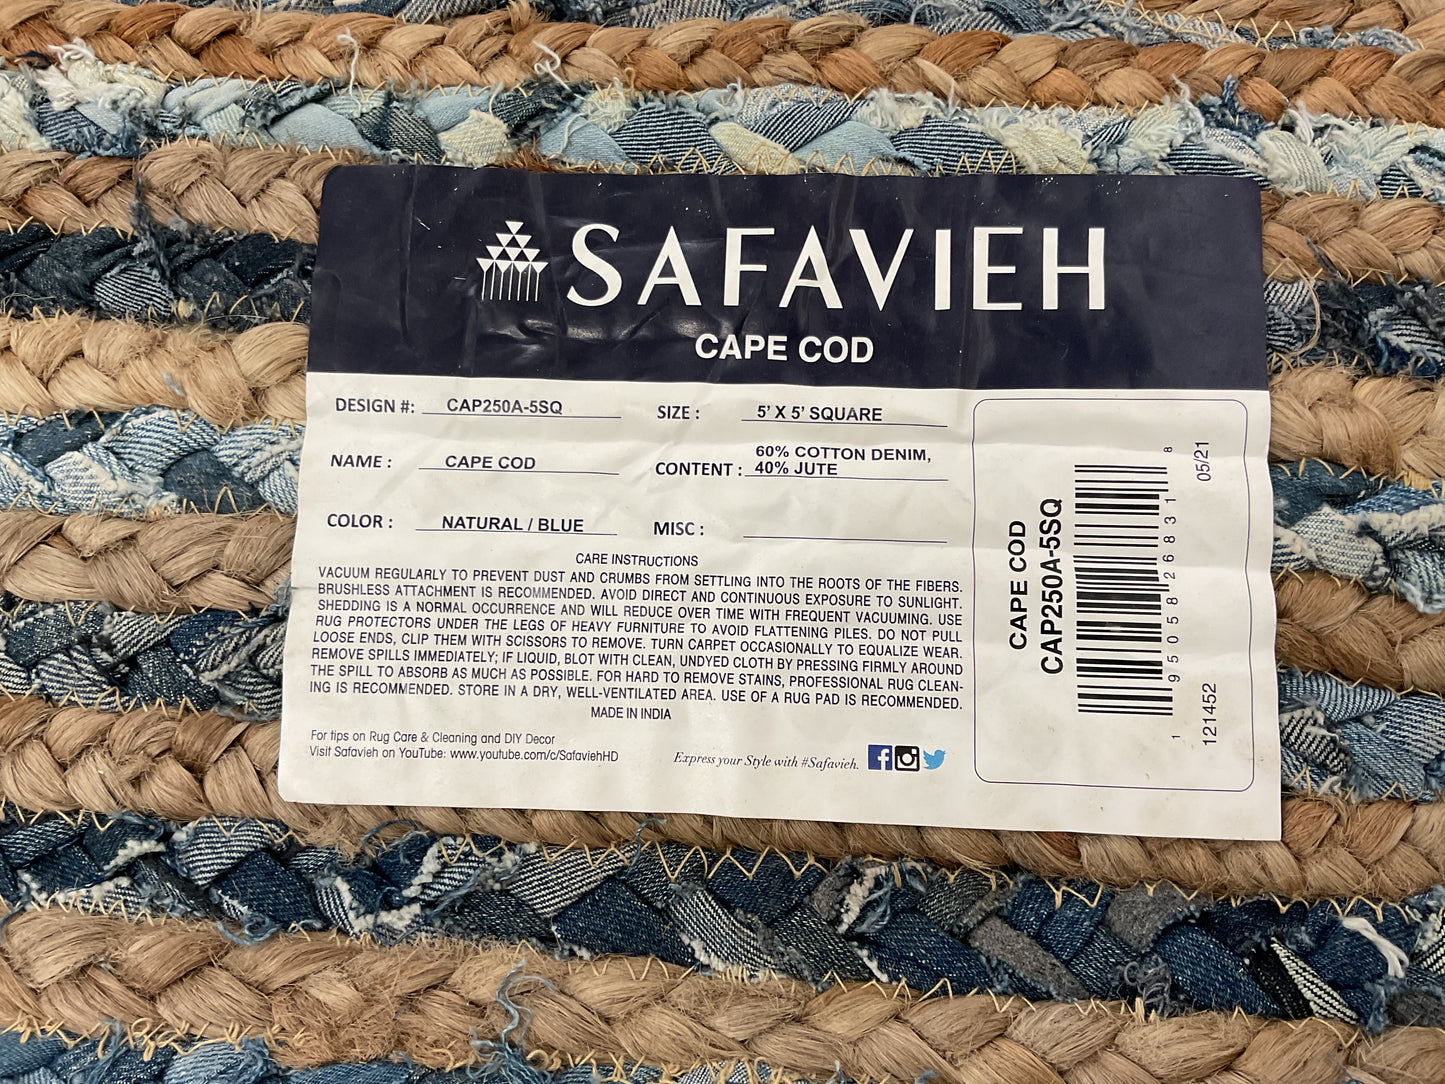 SAFAVIEH
CAPE COD
DESIGN #: CAP250A-5SQ
SIZE : 5' X 5' SQUARE
NAME : CAPE COD
CONTENT : 60% COTTON DENIM,
40% JUTE
COLOR : NATURAL / BLUE
MISC :
CARE INSTRUCTIONS
VACUUM REGULARLY TO PREVENT DUST AND CRUMBS FROM SETTLING INTO THE ROOTS OF THE FIBERS.
BRUSHLESS ATTACHMENT IS RECOMMENDED. AVOID DIRECT AND CONTINUOUS EXPOSURE TO SUNLIGHT.
SHEDDING IS A NORMAL OCCURRENCE AND WILL REDUCE OVER TIME WITH FREQUENT VACUUMING. USE
RUG PROTECTORS UNDER THE LEGS OF HEAVY FURNITURE TO AVOID FLATTENING PILES. DO NOT PULL
LOOSE ENDS, CLIP THEM WITH SCISSORS TO REMOVE. TURN CARPET OCCASIONALLY TO EQUALIZE WEAR.
REMOVE SPILLS IMMEDIATELY; IF LIQUID, BLOT WITH CLEAN, UNDYED CLOTH BY PRESSING FIRMLY AROUND
THE SPILL TO ABSORB AS MUCH AS POSSIBLE. FOR HARD TO REMOVE STAINS, PROFESSIONAL RUG CLEAN-
ING IS RECOMMENDED. STORE IN A DRY, WELL-VENTILATED AREA. USE OF A RUG PAD IS RECOMMENDED.
MADE IN INDIA
For tips on Rug Care & Cleaning and DIY Decor
Visit Safavieh on YouTube: www.youtube.com/c/SafaviehHD
Express your Style with #Safavieh.
CAPE COD
CAP250A-5SQ
1 95058 26831 8
121452
05/21